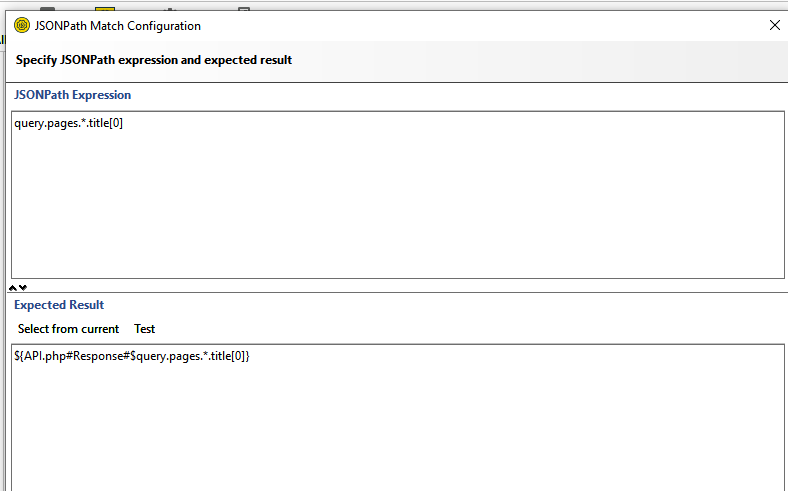 JSONPath Match Configuration
Specify JSONPath expression and expected result
JSONPath Expression
query.pages.*.title[0]
Expected Result
Select from current Test
${API.php#Response#$query.pages.*.title[0]}